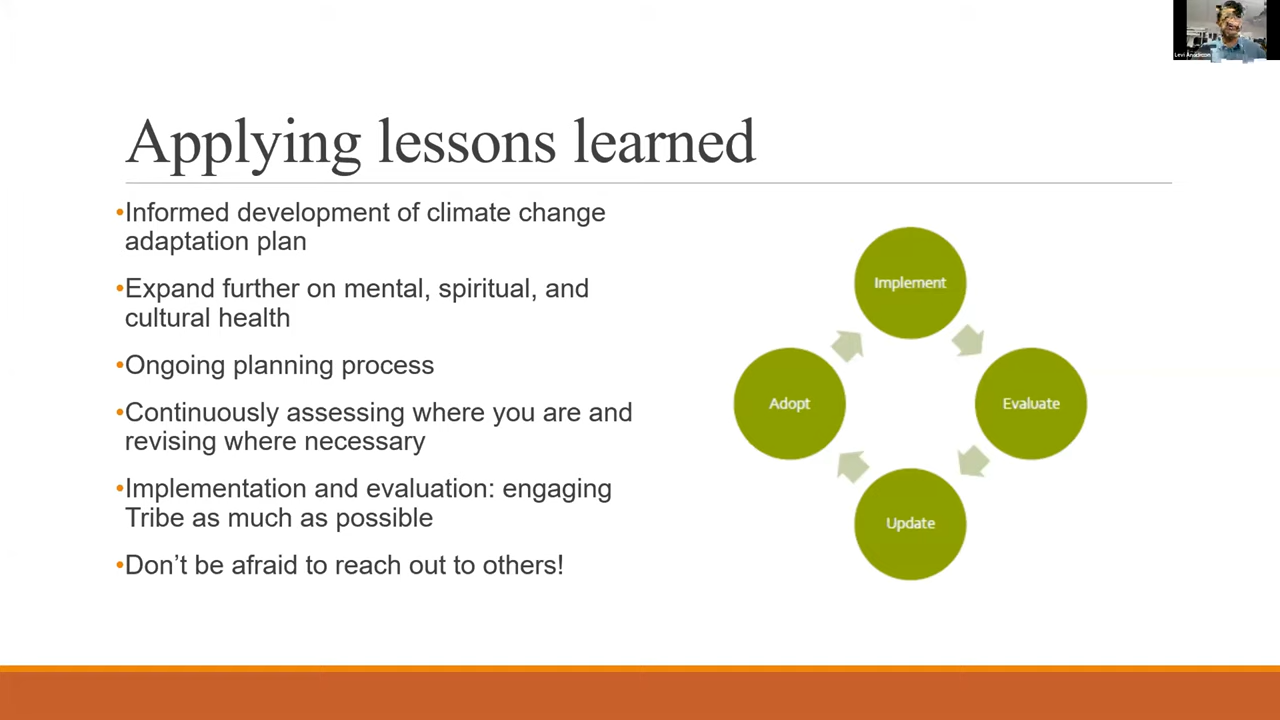 Applying lessons learned
•Informed development of climate change
adaptation plan
•Expand further on mental, spiritual, and
cultural health
•Ongoing planning process
•Continuously assessing where you are and
revising where necessary
•Implementation and evaluation: engaging
Tribe as much as possible
•Don’t be afraid to reach out to others!
Implement
Adopt
Evaluate
Update